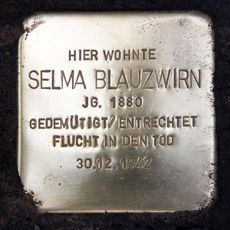 HIER WOHNTE
SELMA BLAUZWIRN
JG. 1880
GEDEMÜTIGT/ENTRECHTET
FLUCHT IN DEN TOD
30.12.1942